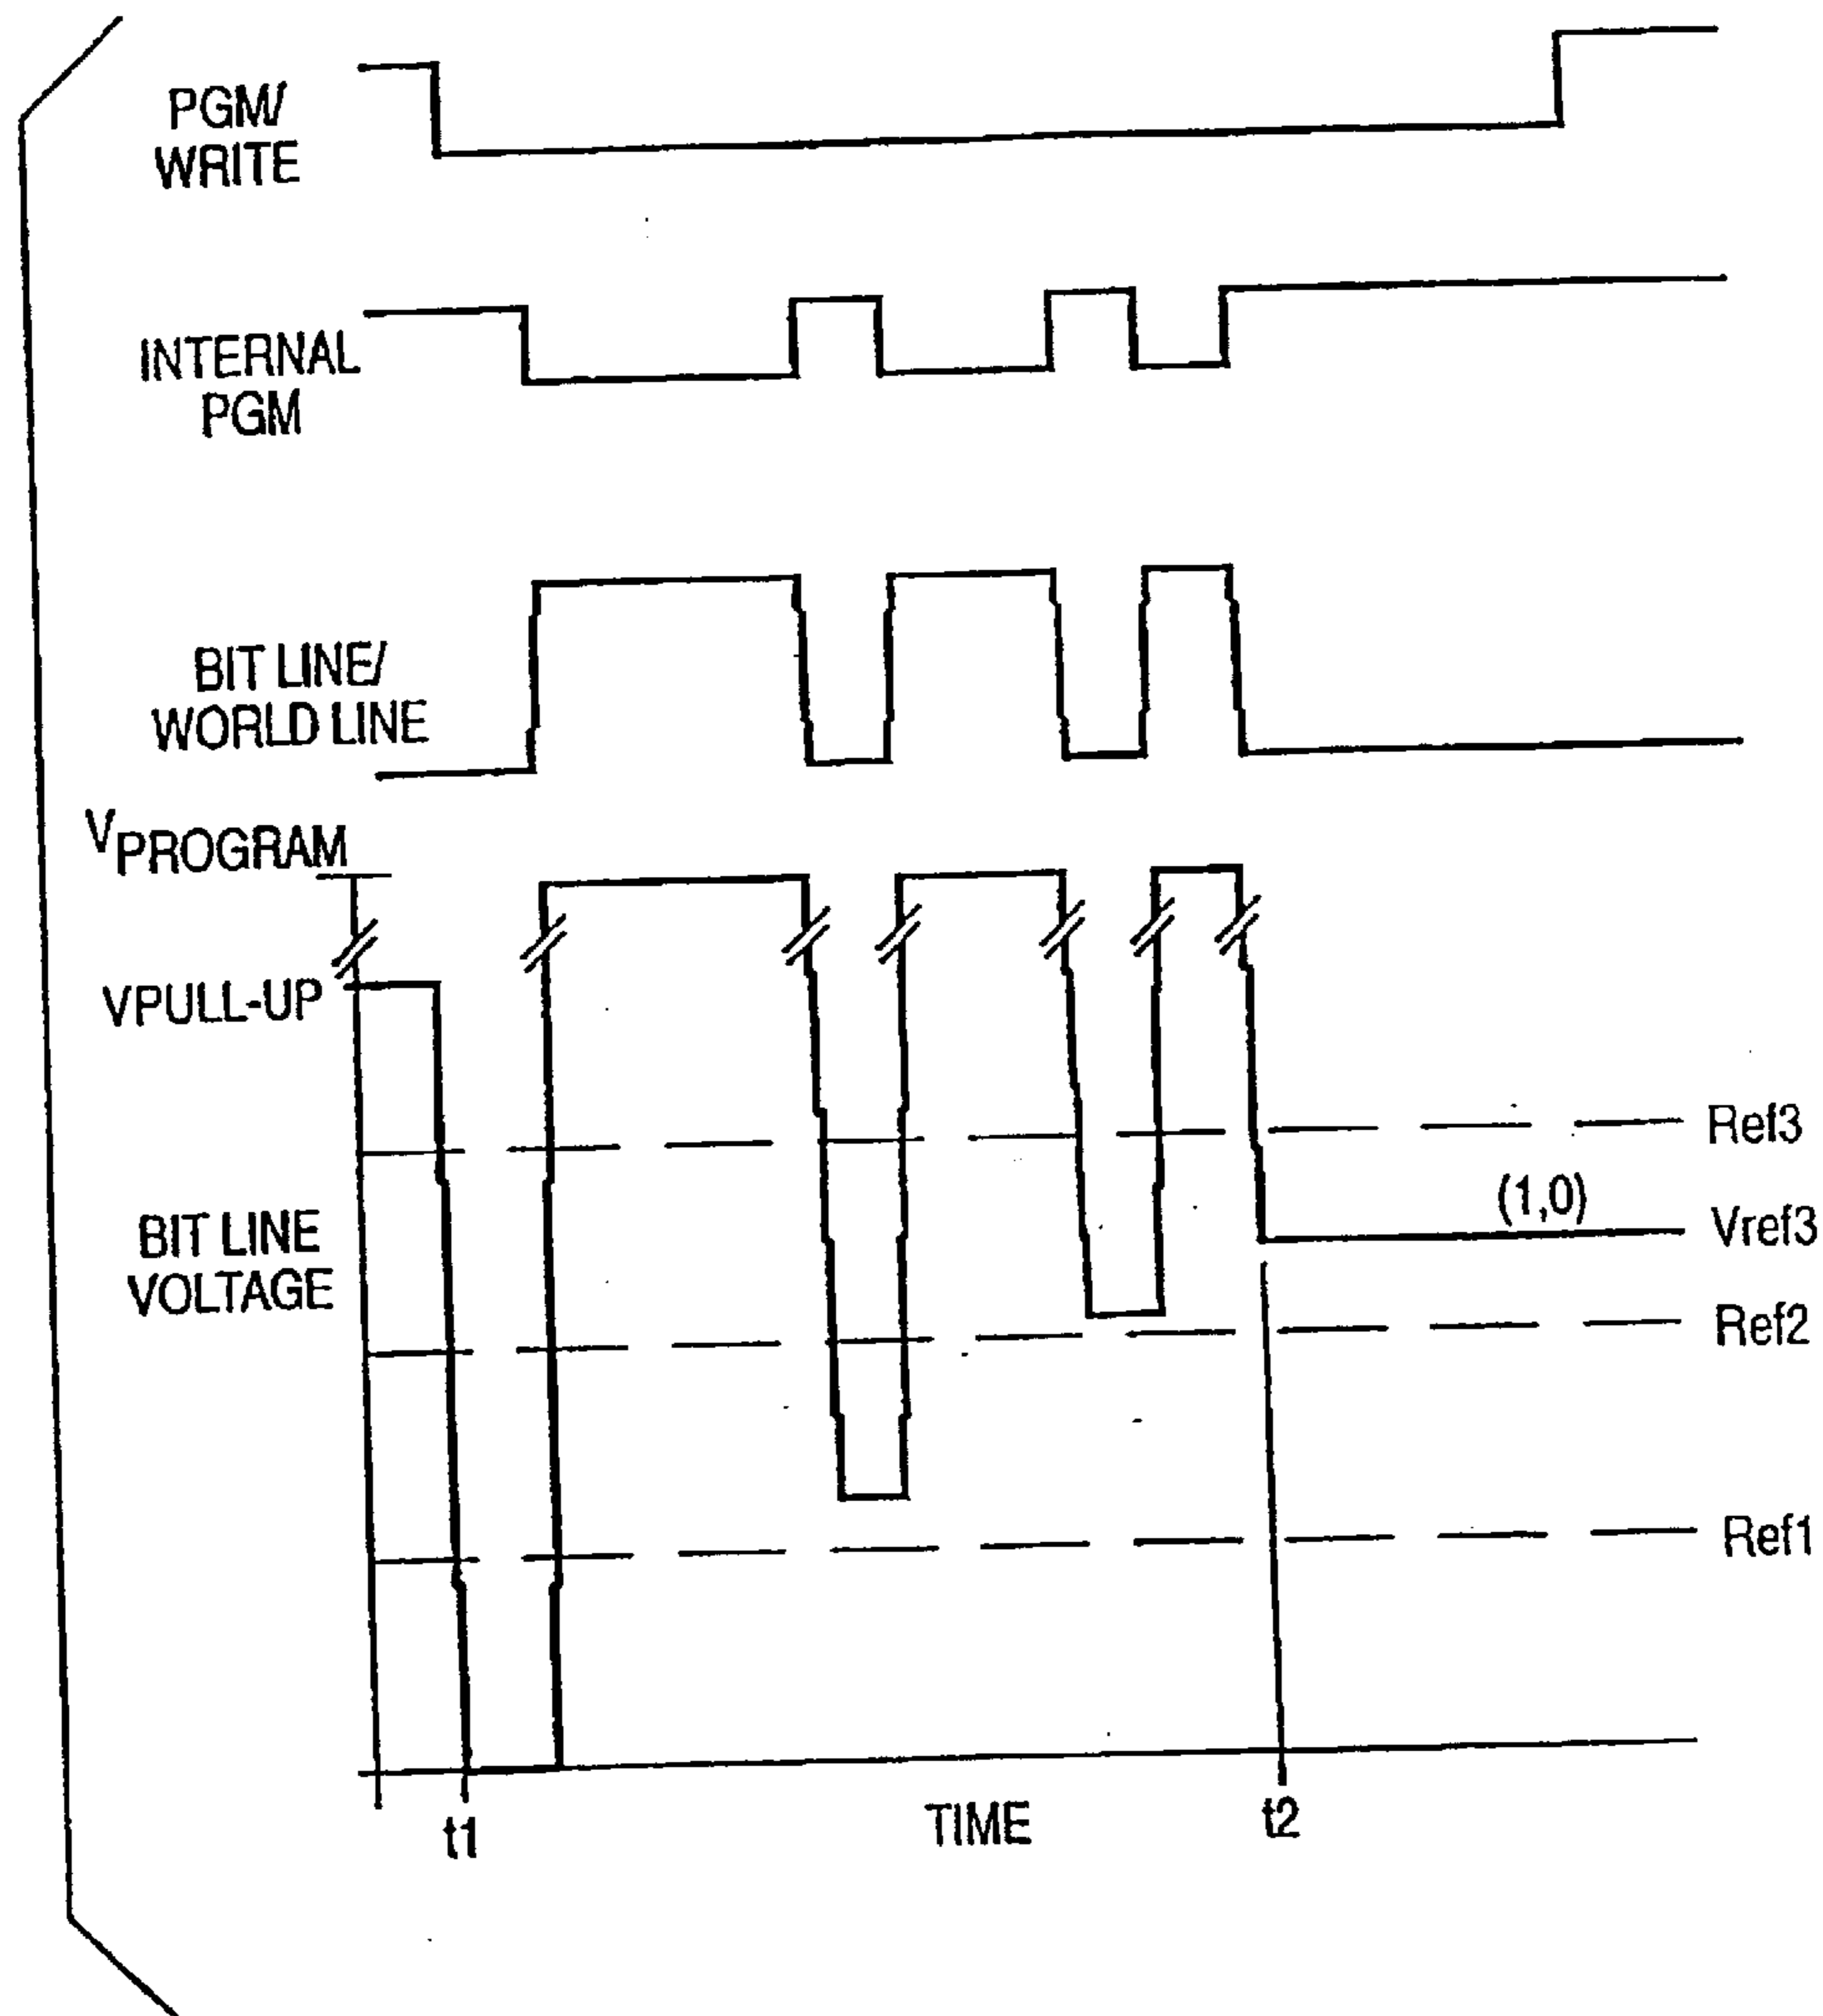 PGM/
WRITE
INTERNAL
PGM
BIT LINE/
WORLD LINE
VPROGRAM
VPULL-UP
Ref3
(1,0)
Vref3
BIT LINE
VOLTAGE
Ref2
Ref1
t1
TIME
t2